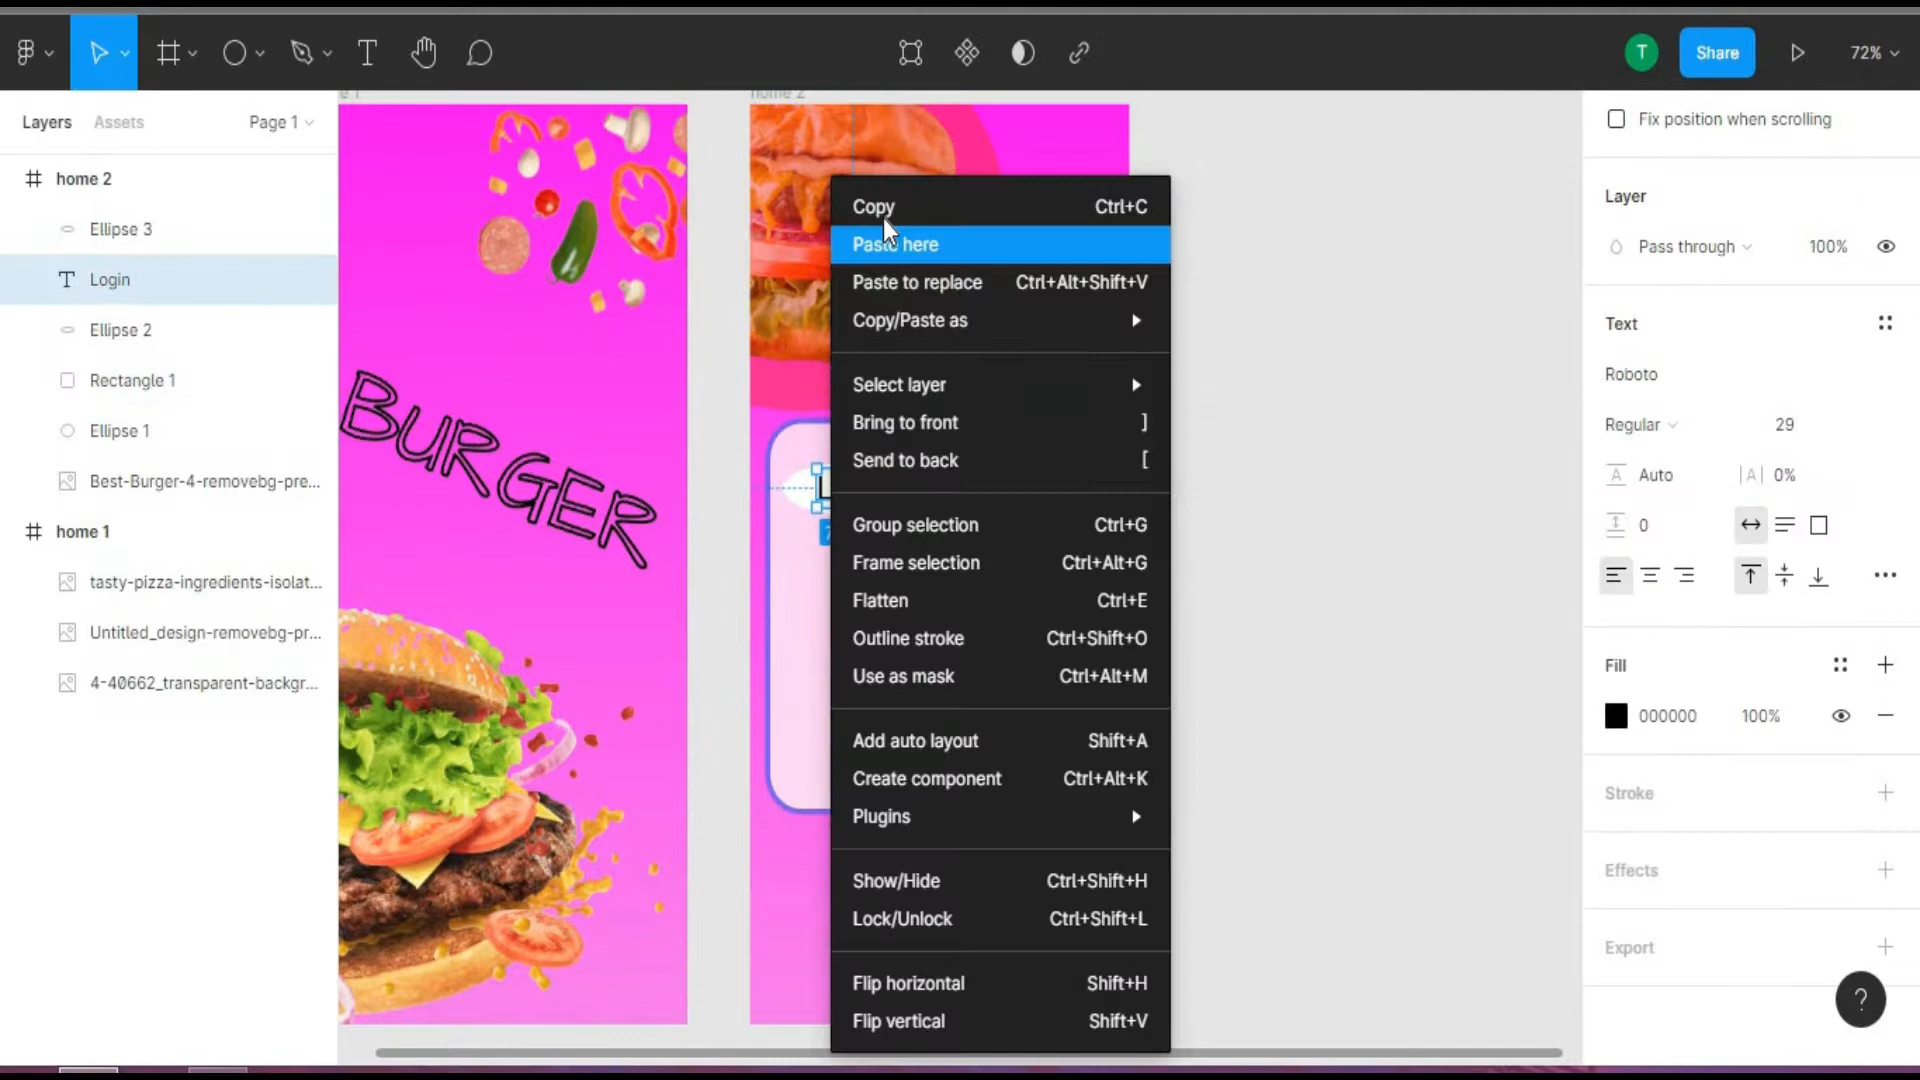 T
Share
72%
Layers
Assets
Page 1
home 2
Ellipse 3
Login
Ellipse 2
Rectangle 1
Ellipse 1
Best-Burger-4-removebg-pre...
home 1
tasty-pizza-ingredients-isolat...
Untitled_design-removebg-pr...
4-40662_transparent-backgr...
home 2
BURGER
Copy Ctrl+C
Paste here
Paste to replace Ctrl+Alt+Shift+V
Copy/Paste as
Select layer
Bring to front ]
Send to back [
Group selection Ctrl+G
Frame selection Ctrl+Alt+G
Flatten Ctrl+E
Outline stroke Ctrl+Shift+O
Use as mask Ctrl+Alt+M
Add auto layout Shift+A
Create component Ctrl+Alt+K
Plugins
Show/Hide Ctrl+Shift+H
Lock/Unlock Ctrl+Shift+L
Flip horizontal Shift+H
Flip vertical Shift+V
Fix position when scrolling
Layer
Pass through 100%
Text
Roboto
Regular 29
Auto |A| 0%
0
Fill
000000 100%
Stroke
Effects
Export
?